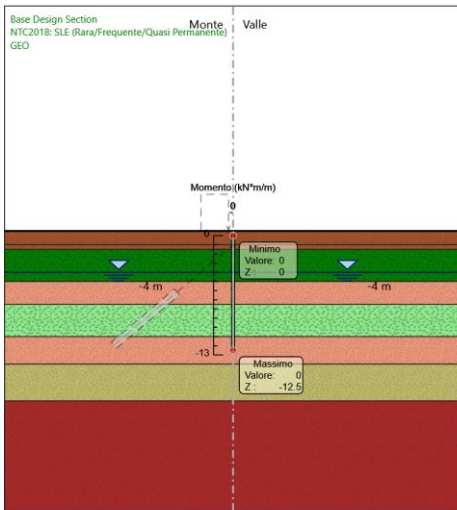 Base Design Section
NTC2018: SLE (Rara/Frequente/Quasi Permanente)
GEO
Monte
Valle
Momento (kN*m/m)
0
0
Minimo
Valore: 0
Z : 0
-4 m
-4 m
-13
Massimo
Valore: 0
Z : -12.5